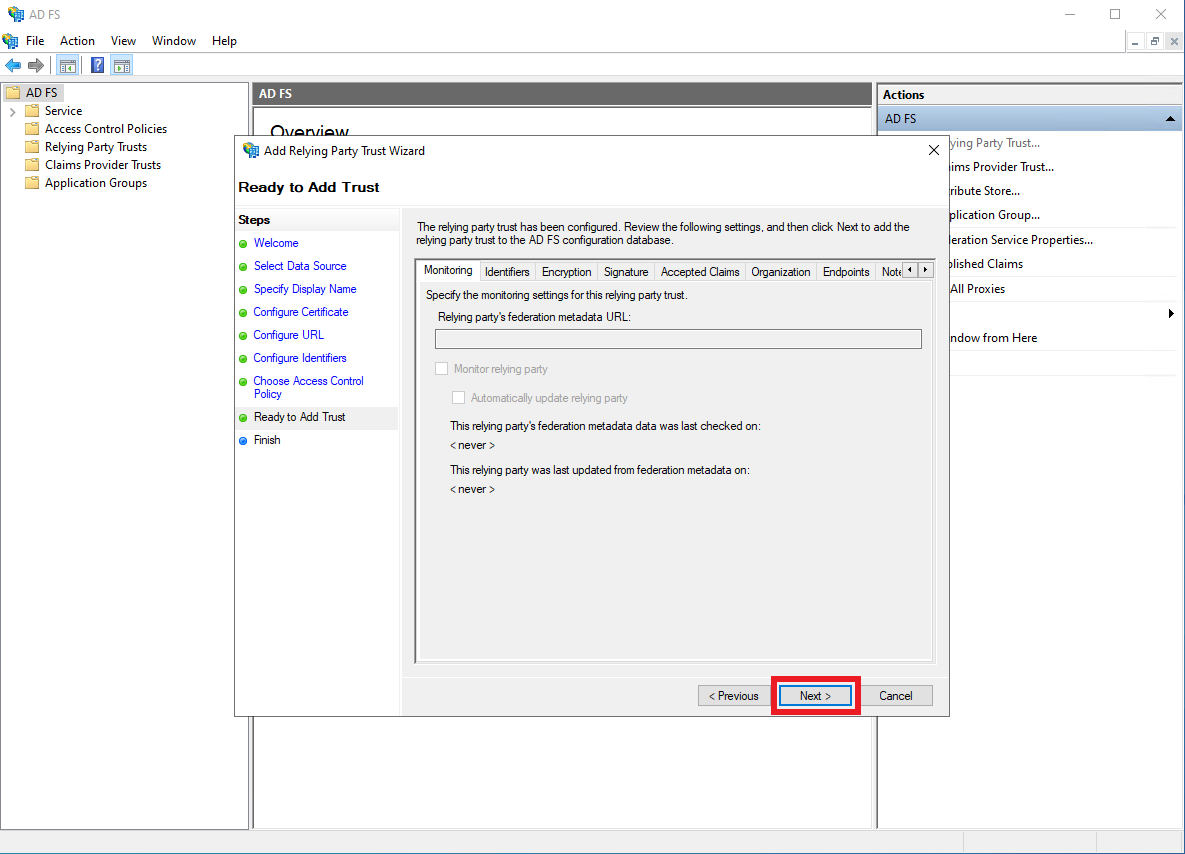 AD FS
File Action View Window Help
AD FS
Service
Access Control Policies
Relying Party Trusts
Claims Provider Trusts
Application Groups
AD FS
Overview
Actions
AD FS
Party Trust...
Provider Trust...
Store...
Group...
Service Properties...
Claims
All Proxies
from Here
Add Relying Party Trust Wizard
Ready to Add Trust
Steps
Welcome
Select Data Source
Specify Display Name
Configure Certificate
Configure URL
Configure Identifiers
Choose Access Control
Policy
Ready to Add Trust
Finish
The relying party trust has been configured. Review the following settings, and then click Next to add the
relying party trust to the AD FS configuration database.
Monitoring Identifiers Encryption Signature Accepted Claims Organization Endpoints Note
Specify the monitoring settings for this relying party trust.
Relying party's federation metadata URL:
Monitor relying party
Automatically update relying party
This relying party's federation metadata data was last checked on:
< never >
This relying party was last updated from federation metadata on:
< never >
< Previous Next > Cancel